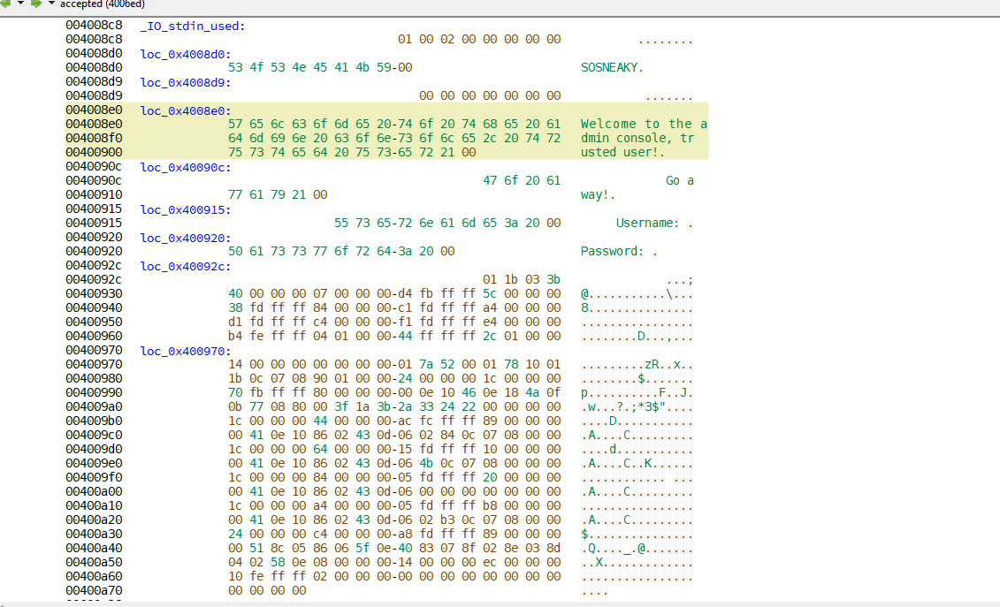 accepted (4006ed)
004008c8 _IO_stdin_used:
004008c8 01 00 02 00 00 00 00 00 ........
004008d0 loc_0x4008d0:
004008d0 53 4f 53 4e 45 41 4b 59-00 SOSNEAKY.
004008d9 loc_0x4008d9:
004008d9 00 00 00 00 00 00 00 .......
004008e0 loc_0x4008e0:
004008e0 57 65 6c 63 6f 6d 65 20-74 6f 20 74 68 65 20 61 Welcome to the a
004008f0 64 6d 69 6e 20 63 6f 6e-73 6f 6c 65 2c 20 74 72 dmin console, tr
00400900 75 73 74 65 64 20 75 73-65 72 21 00 usted user!.
0040090c loc_0x40090c:
0040090c 47 6f 20 61 Go a
00400910 77 61 79 21 00 way!.
00400915 loc_0x400915:
00400915 55 73 65-72 6e 61 6d 65 3a 20 00 Username: .
00400920 loc_0x400920:
00400920 50 61 73 73 77 6f 72 64-3a 20 00 Password: .
0040092c loc_0x40092c:
0040092c 01 1b 03 3b ...;
00400930 40 00 00 00 07 00 00 00-d4 fb ff ff 5c 00 00 00 @...........\...
00400940 38 fd ff ff 84 00 00 00-c1 fd ff ff a4 00 00 00 8...............
00400950 d1 fd ff ff c4 00 00 00-f1 fd ff ff e4 00 00 00 ................
00400960 b4 fe ff ff 04 01 00 00-44 ff ff ff 2c 01 00 00 ........D...,...
00400970 loc_0x400970:
00400970 14 00 00 00 00 00 00 00-01 7a 52 00 01 78 10 01 .........zR..x..
00400980 1b 0c 07 08 90 01 00 00-24 00 00 00 1c 00 00 00 ........$.......
00400990 70 fb ff ff 80 00 00 00-00 0e 10 46 0e 18 4a 0f p..........F..J.
004009a0 0b 77 08 80 00 3f 1a 3b-2a 33 24 22 00 00 00 00 .w...?.;*3$"....
004009b0 1c 00 00 00 44 00 00 00-ac fc ff ff 89 00 00 00 ....D...........
004009c0 00 41 0e 10 86 02 43 0d-06 02 84 0c 07 08 00 00 .A....C.........
004009d0 1c 00 00 00 64 00 00 00-15 fd ff ff 10 00 00 00 ....d...........
004009e0 00 41 0e 10 86 02 43 0d-06 4b 0c 07 08 00 00 00 .A....C..K......
004009f0 1c 00 00 00 84 00 00 00-05 fd ff ff 20 00 00 00 ............ ...
00400a00 00 41 0e 10 86 02 43 0d-06 00 00 00 00 00 00 00 .A....C.........
00400a10 1c 00 00 00 a4 00 00 00-05 fd ff ff b8 00 00 00 ................
00400a20 00 41 0e 10 86 02 43 0d-06 02 b3 0c 07 08 00 00 .A....C.........
00400a30 24 00 00 00 c4 00 00 00-a8 fd ff ff 89 00 00 00 $...............
00400a40 00 51 8c 05 86 06 5f 0e-40 83 07 8f 02 8e 03 8d .Q...._.@.......
00400a50 04 02 58 0e 08 00 00 00-14 00 00 00 ec 00 00 00 ..X.............
00400a60 10 fe ff ff 02 00 00 00-00 00 00 00 00 00 00 00 ................
00400a70 00 00 00 00 ....